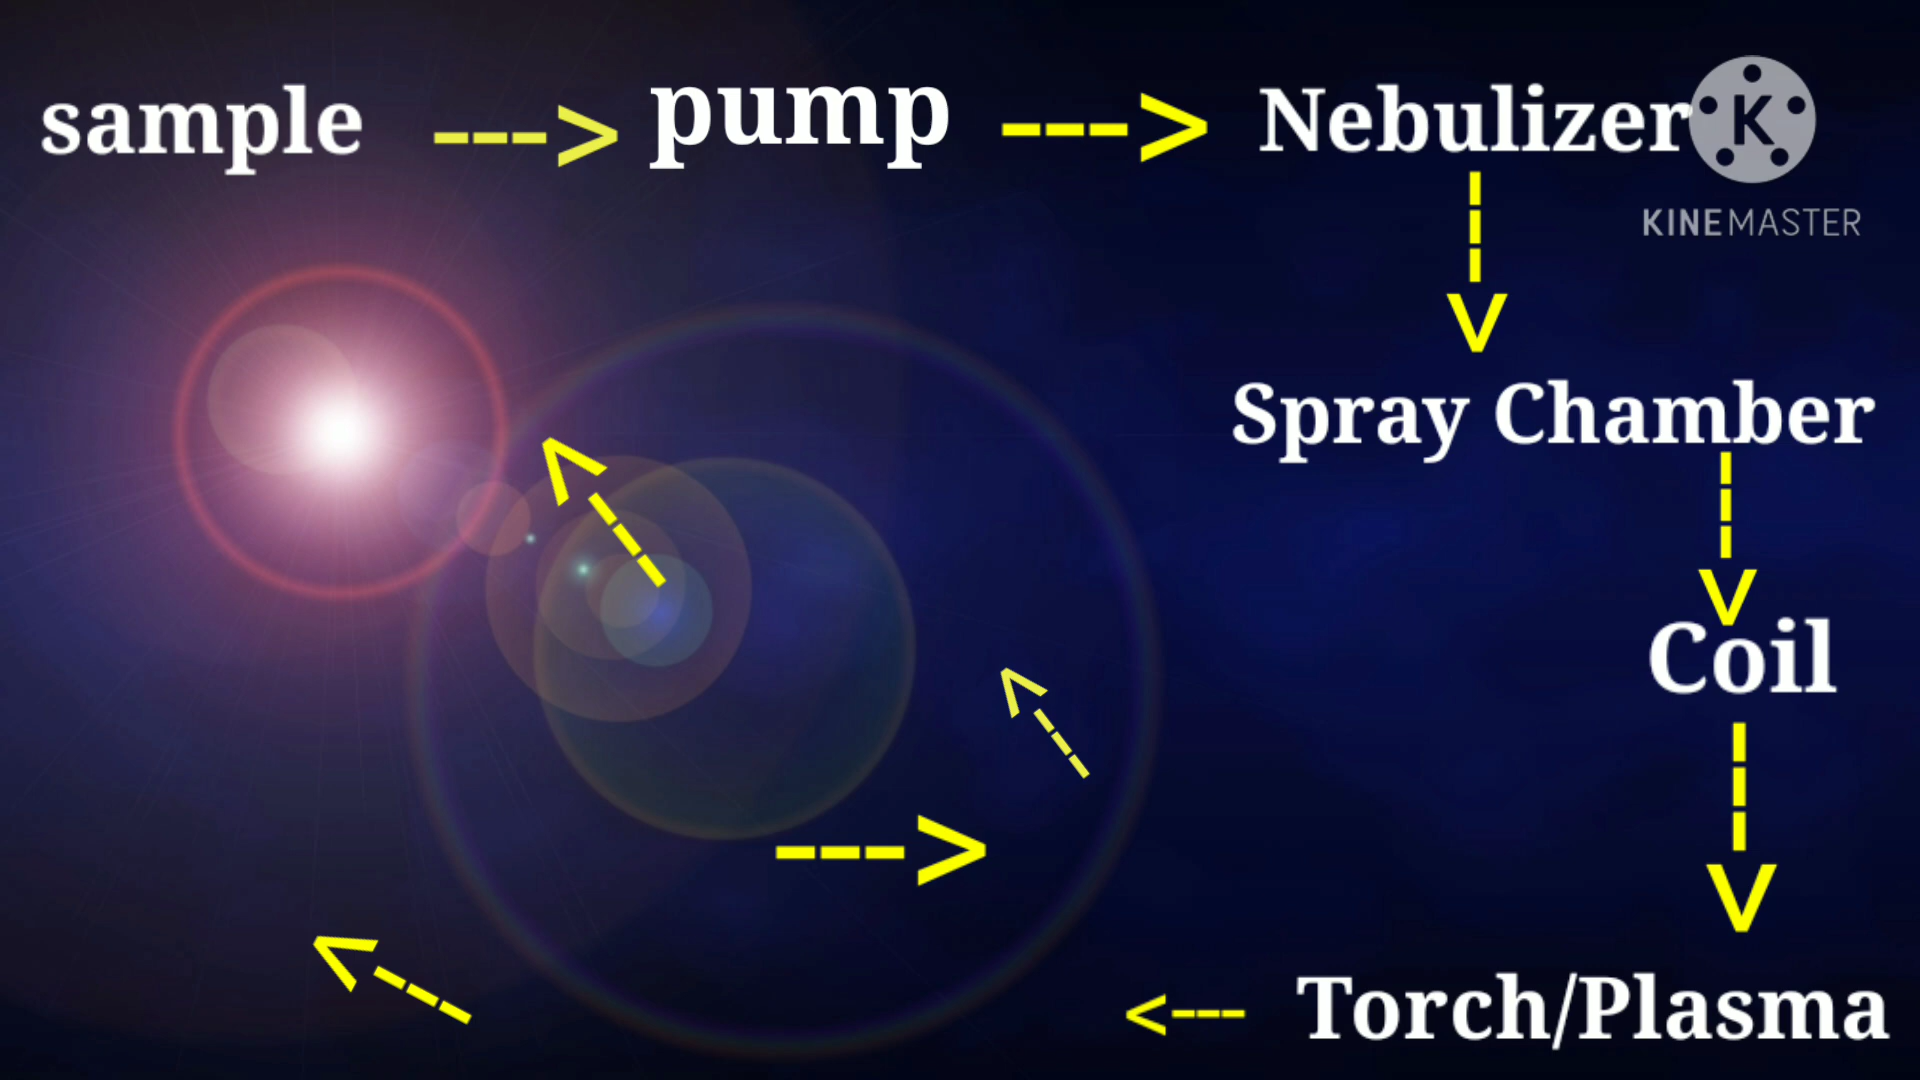 sample ---> pump ---> Nebulizer
K
KINEMASTER
--->
Spray Chamber
--->
Coil
--->
--->
--->
--->
--->
<--- Torch/Plasma
--->